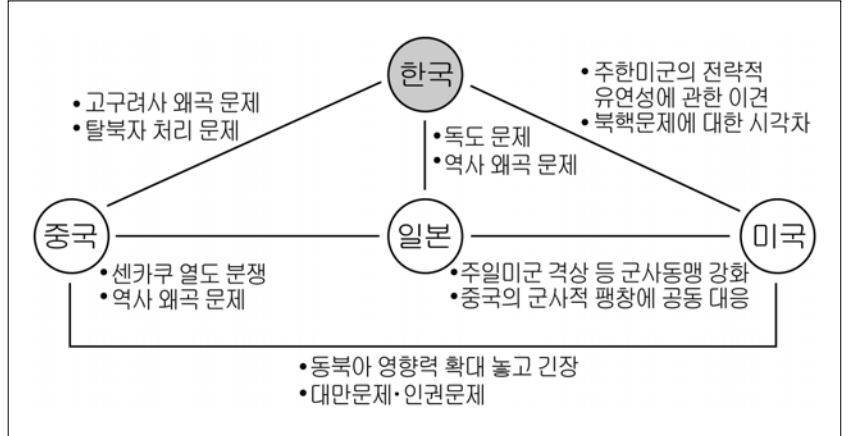 한국
• 고구려사 왜곡 문제
• 탈북자 처리 문제
• 독도 문제
• 역사 왜곡 문제
• 주한미군의 전략적
유연성에 관한 이견
• 북핵문제에 대한 시각차
중국
일본
미국
• 센카쿠 열도 분쟁
• 역사 왜곡 문제
• 주일미군 격상 등 군사동맹 강화
• 중국의 군사적 팽창에 공동 대응
• 동북아 영향력 확대 놓고 긴장
• 대만문제·인권문제